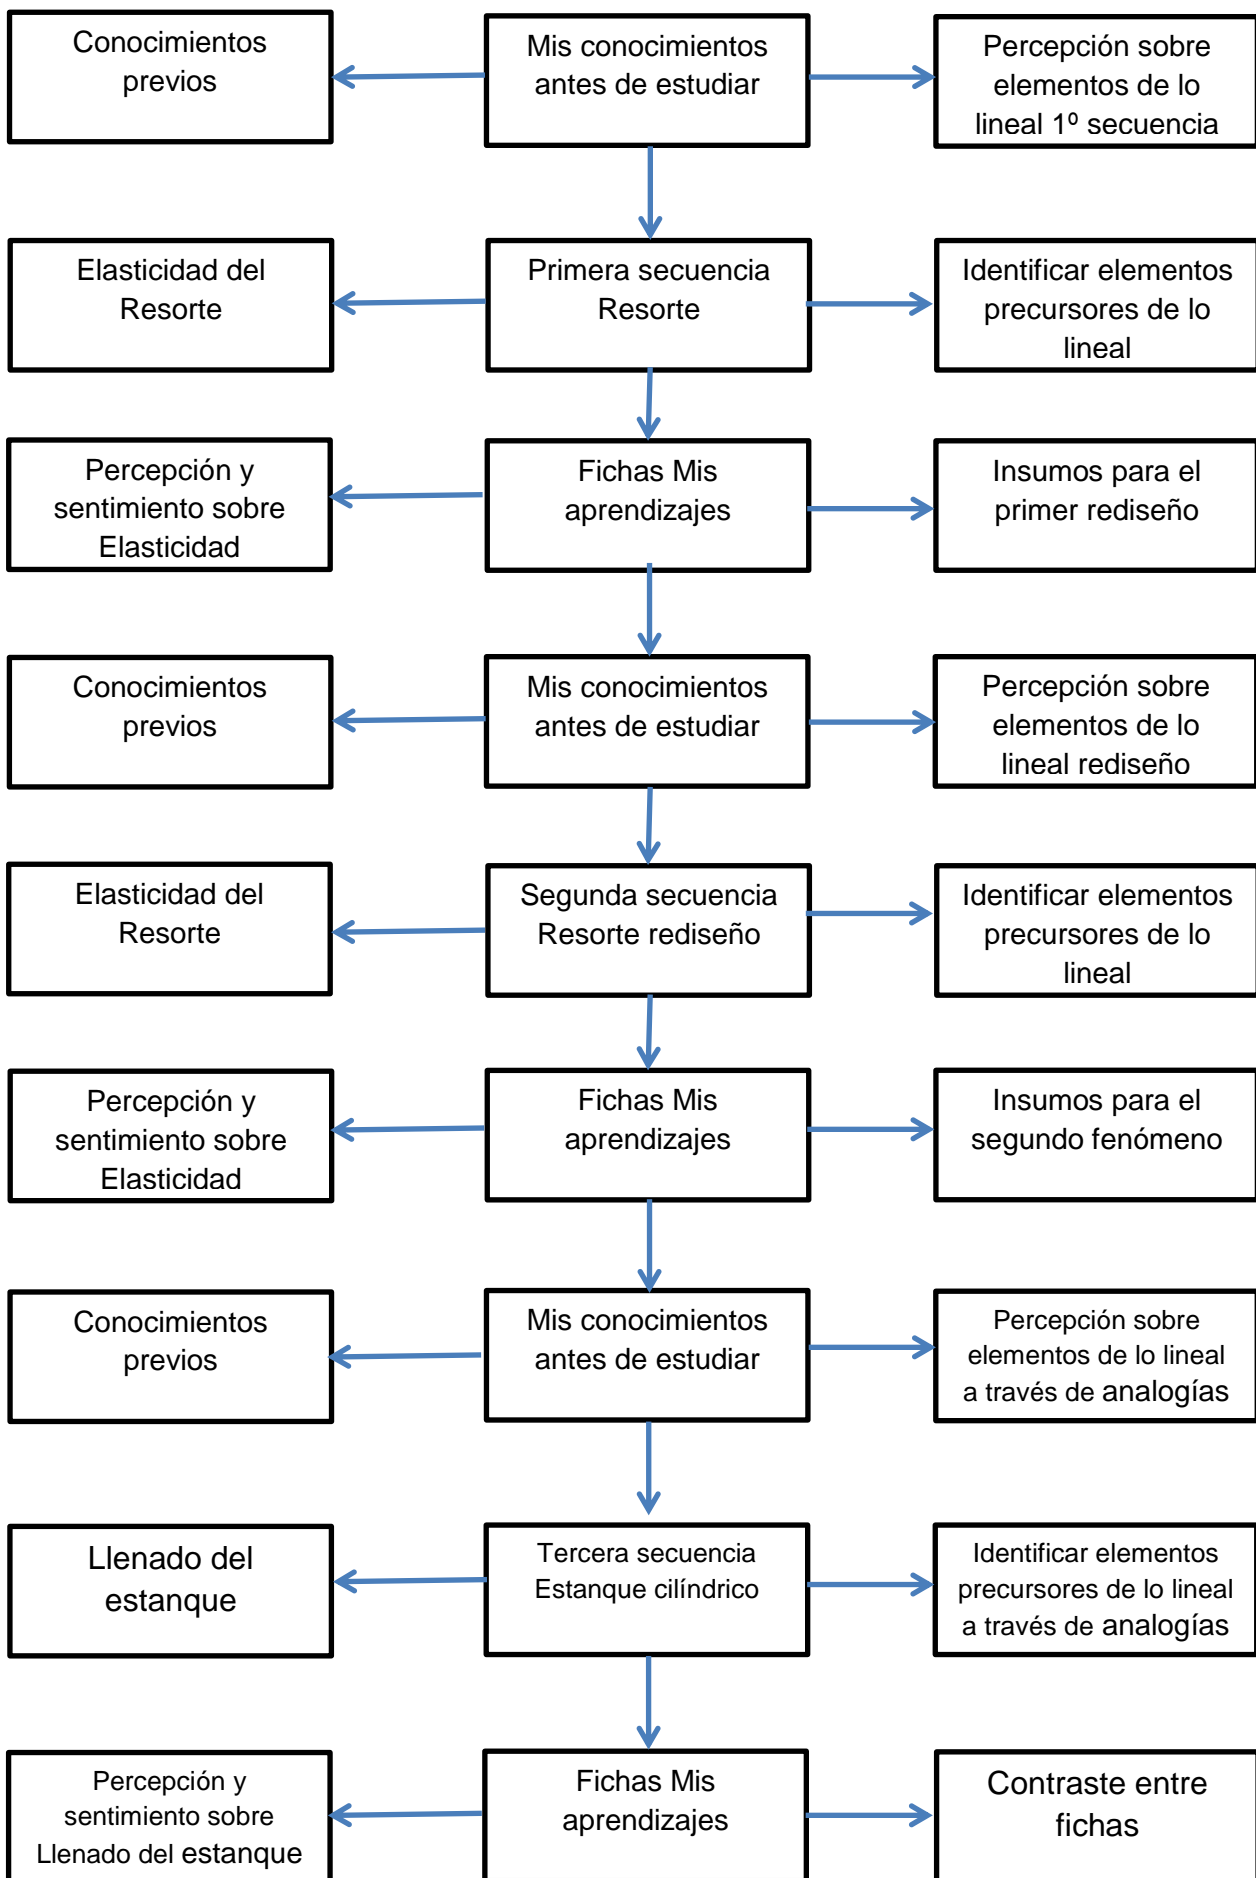 Conocimientos
previos
Mis conocimientos
antes de estudiar
Percepción sobre
elementos de lo
lineal 1º secuencia
Elasticidad del
Resorte
Primera secuencia
Resorte
Identificar elementos
precursores de lo
lineal
Percepción y
sentimiento sobre
Elasticidad
Fichas Mis
aprendizajes
Insumos para el
primer rediseño
Conocimientos
previos
Mis conocimientos
antes de estudiar
Percepción sobre
elementos de lo
lineal rediseño
Elasticidad del
Resorte
Segunda secuencia
Resorte rediseño
Identificar elementos
precursores de lo
lineal
Percepción y
sentimiento sobre
Elasticidad
Fichas Mis
aprendizajes
Insumos para el
segundo fenómeno
Conocimientos
previos
Mis conocimientos
antes de estudiar
Percepción sobre
elementos de lo lineal
a través de analogías
Llenado del
estanque
Tercera secuencia
Estanque cilíndrico
Identificar elementos
precursores de lo lineal
a través de analogías
Percepción y
sentimiento sobre
Llenado del estanque
Fichas Mis
aprendizajes
Contraste entre
fichas